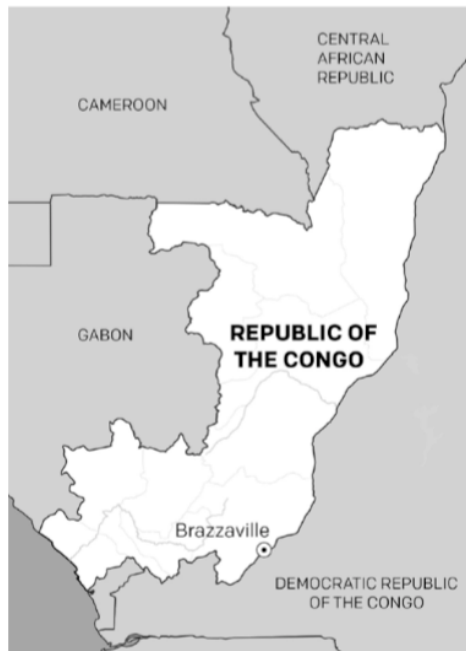 CENTRAL
AFRICAN
REPUBLIC
CAMEROON
REPUBLIC OF
THE CONGO
GABON
Brazzaville
DEMOCRATIC REPUBLIC
OF THE CONGO